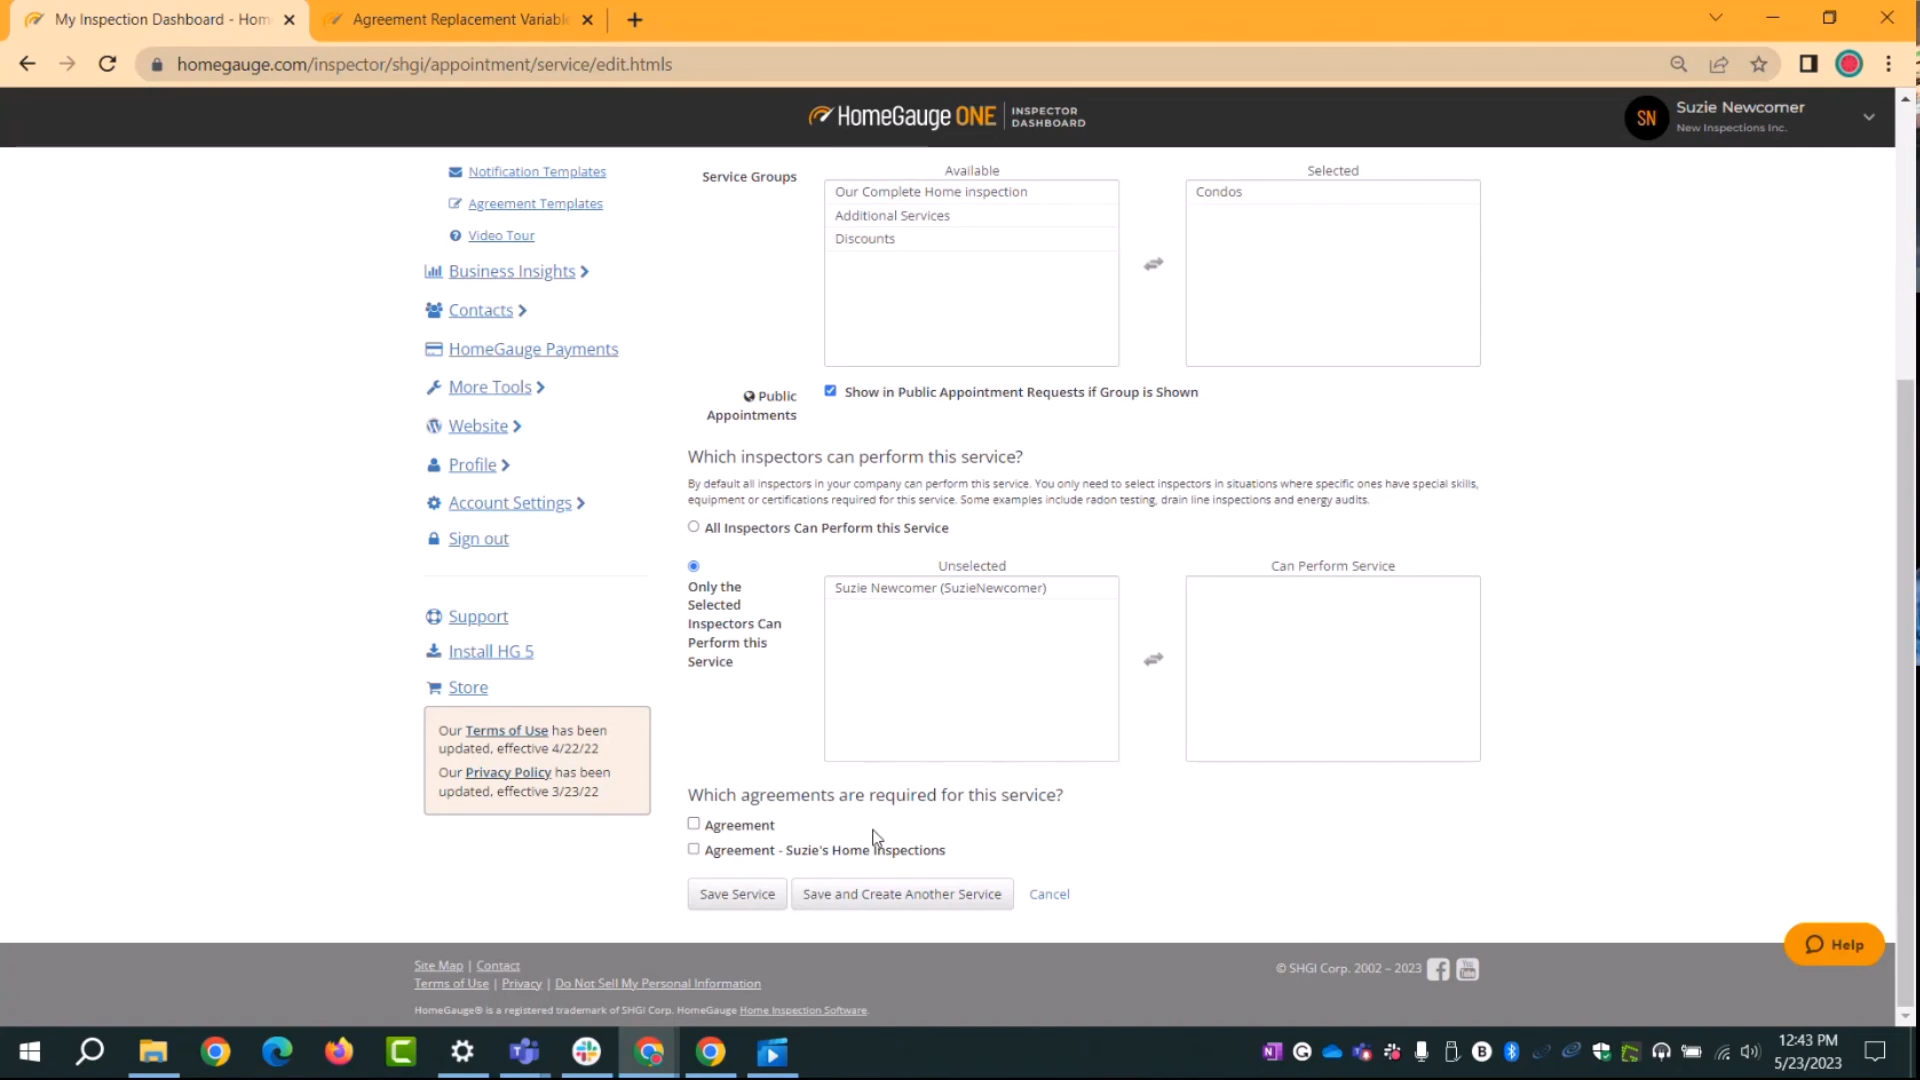 My Inspection Dashboard - Hom
Agreement Replacement Variabl
homegauge.com/inspector/shgi/appointment/service/edit.htmls
HomeGauge ONE
INSPECTOR
DASHBOARD
SN
Suzie Newcomer
New Inspections Inc.
Notification Templates
Agreement Templates
Video Tour
Business Insights
Contacts
HomeGauge Payments
More Tools
Website
Profile
Account Settings
Sign out
Support
Install HG 5
Store
Our Terms of Use has been
updated, effective 4/22/22
Our Privacy Policy has been
updated, effective 3/23/22
Service Groups
Available
Our Complete Home inspection
Additional Services
Discounts
Selected
Condos
Public
Appointments
Show in Public Appointment Requests if Group is Shown
Which inspectors can perform this service?
By default all inspectors in your company can perform this service. You only need to select inspectors in situations where specific ones have special skills,
equipment or certifications required for this service. Some examples include radon testing, drain line inspections and energy audits.
All Inspectors Can Perform this Service
Only the
Selected
Inspectors Can
Perform this
Service
Unselected
Suzie Newcomer (SuzieNewcomer)
Can Perform Service
Which agreements are required for this service?
Agreement
Agreement - Suzie's Home Inspections
Save Service
Save and Create Another Service
Cancel
Help
Site Map | Contact
Terms of Use | Privacy | Do Not Sell My Personal Information
HomeGauge® is a registered trademark of SHGI Corp. HomeGauge Home Inspection Software.
© SHGI Corp. 2002 – 2023
12:43 PM
5/23/2023